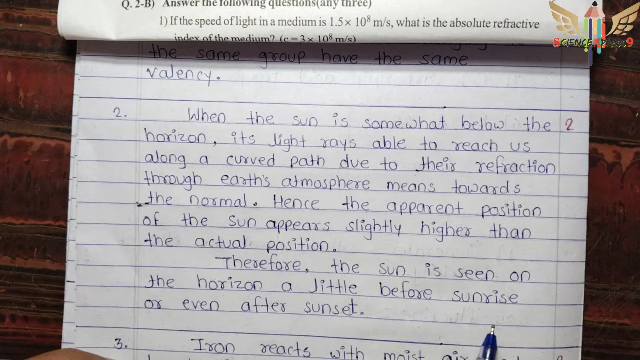 Q. 2-B) Answer the following questions(any three)
1) If the speed of light in a medium is 1.5× 10⁸ m/s, what is the absolute refractive
index of the medium? (c = 3× 10⁸ m/s)
the same group have the same
valency.
2. When the sun is somewhat below the 2
horizon, its light rays able to reach us
along a curved path due to their refraction
through earth's atmosphere means towards
the normal. Hence the apparent position
of the sun appears slightly higher than
the actual position.
Therefore, the sun is seen on
the horizon a little before sunrise
or even after sunset.
3. Iron reacts with moist air